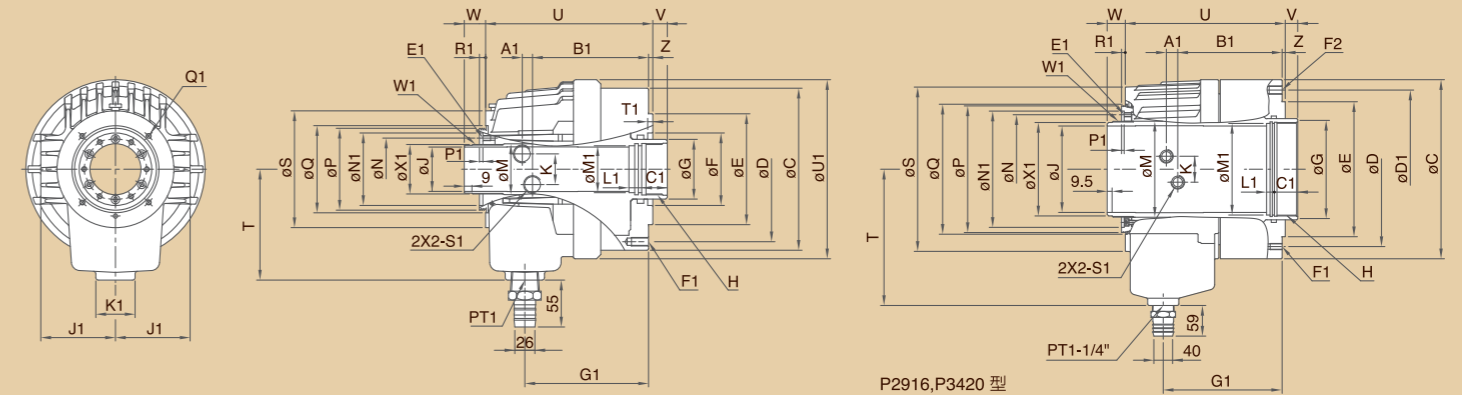 Q1
T
K1
J1
J1
W
U
V
R1
A1
B1
Z
E1
W1
T1
øS
øQ
øP
øN1
øN
øX1
øJ
P1
9
øM
K
øM1
L1
C1
øG
øF
øE
øD
øC
øU1
T
2X2-S1
F1
H
PT1
55
26
G1
W
U
V
R1
A1
B1
Z
F2
E1
W1
øS
øQ
øP
øN1
øN
øX1
øJ
P1
9.5
øM
K
øM1
L1
C1
øG
øE
øD
øD1
øC
T
2X2-S1
F1
H
PT1-1/4"
59
40
G1
P2916,P3420 型